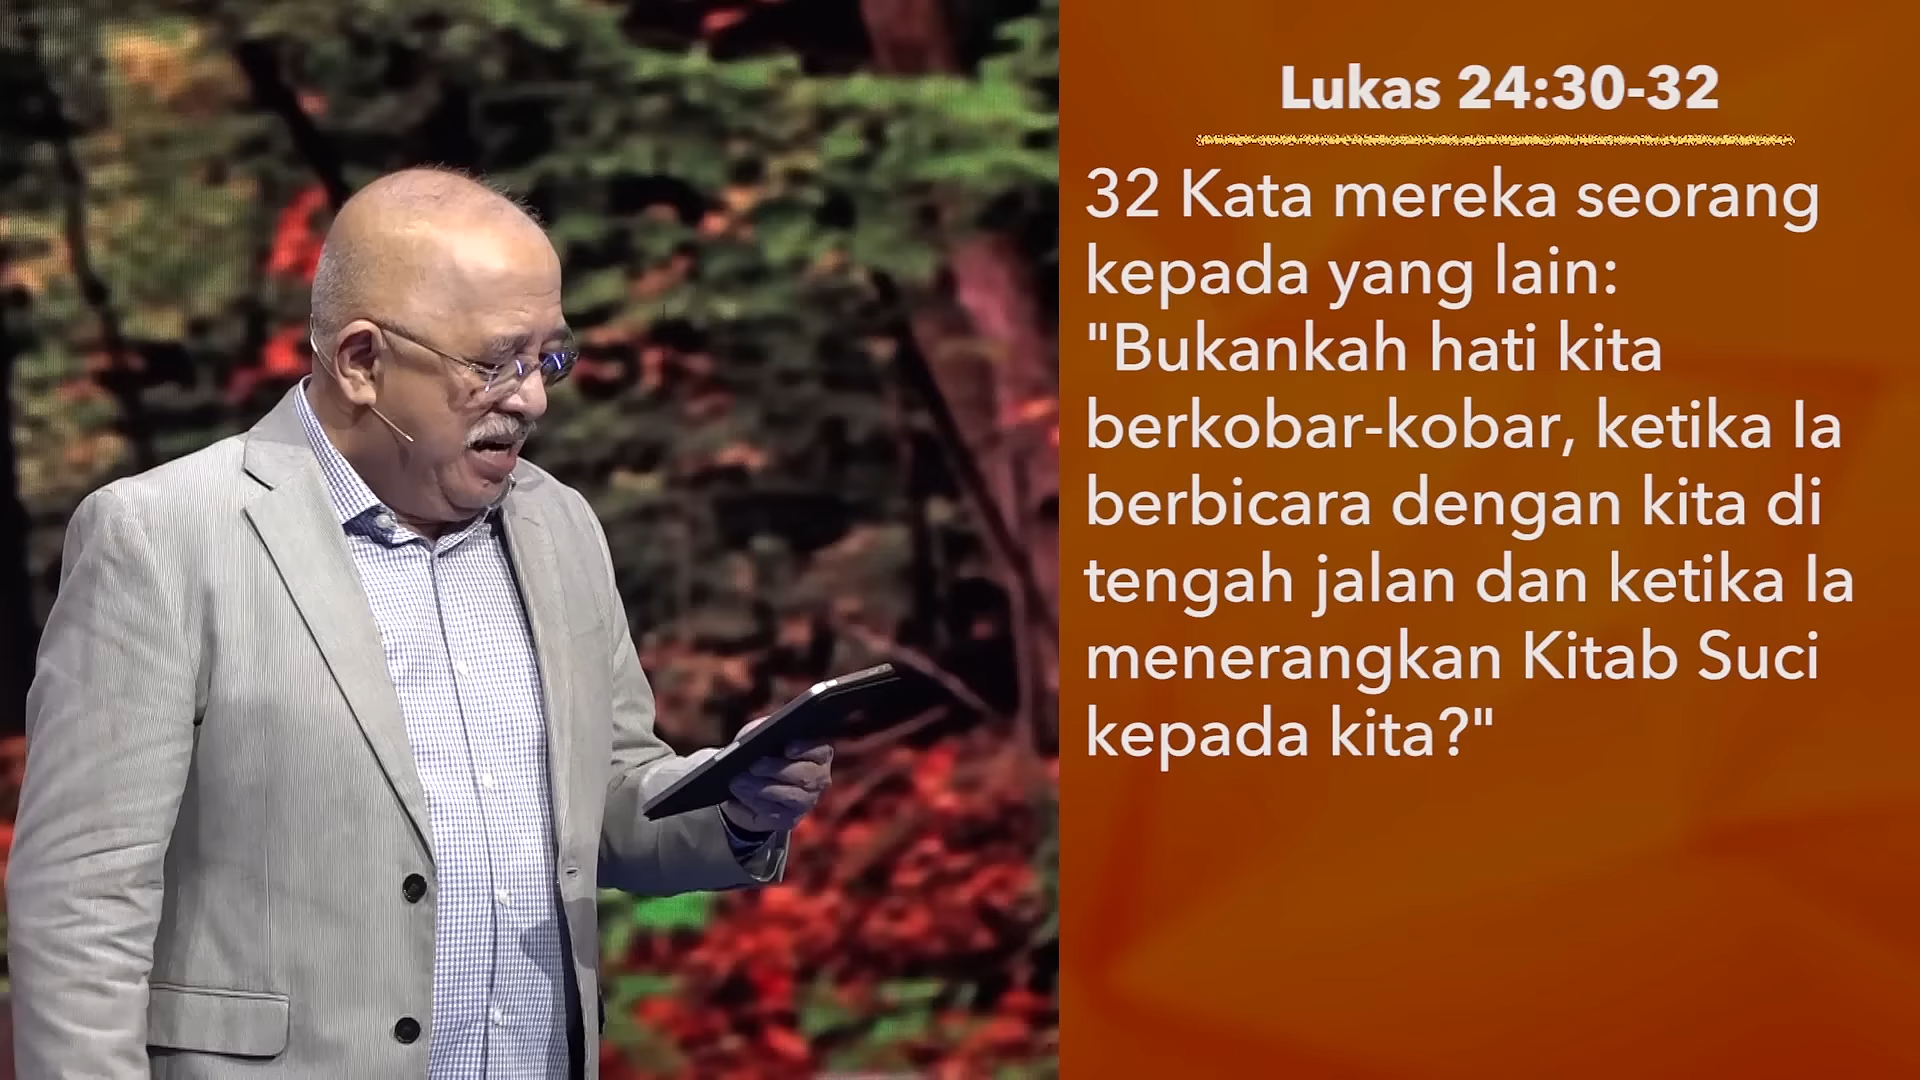 Lukas 24:30-32
32 Kata mereka seorang
kepada yang lain:
"Bukankah hati kita
berkobar-kobar, ketika Ia
berbicara dengan kita di
tengah jalan dan ketika Ia
menerangkan Kitab Suci
kepada kita?"